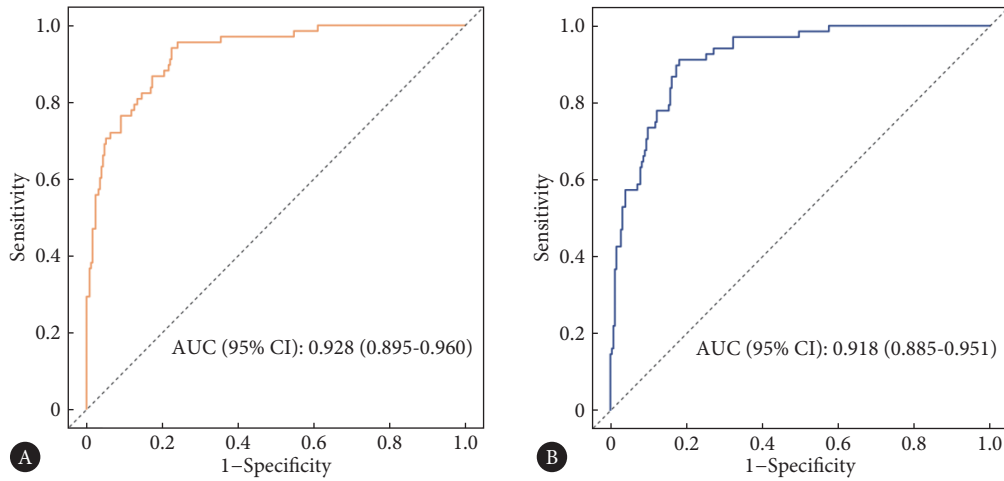 1.0
0.8
0.6
0.4
0.2
0
Sensitivity
AUC (95% CI): 0.928 (0.895-0.960)
0 0.2 0.4 0.6 0.8 1.0
1−Specificity
A
1.0
0.8
0.6
0.4
0.2
0
Sensitivity
AUC (95% CI): 0.918 (0.885-0.951)
0 0.2 0.4 0.6 0.8 1.0
1−Specificity
B